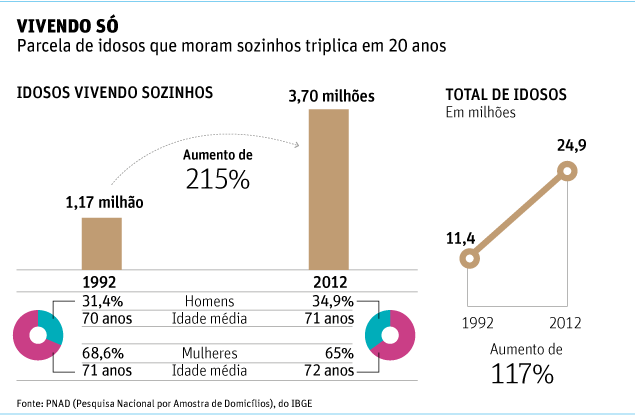 VIVENDO SÓ
Parcela de idosos que moram sozinhos triplica em 20 anos
IDOSOS VIVENDO SOZINHOS
3,70 milhões
Aumento de
215%
1,17 milhão
1992 2012
31,4% Homens 34,9%
70 anos Idade média 71 anos
68,6% Mulheres 65%
71 anos Idade média 72 anos
TOTAL DE IDOSOS
Em milhões
24,9
11,4
1992 2012
Aumento de
117%
Fonte: PNAD (Pesquisa Nacional por Amostra de Domicílios), do IBGE